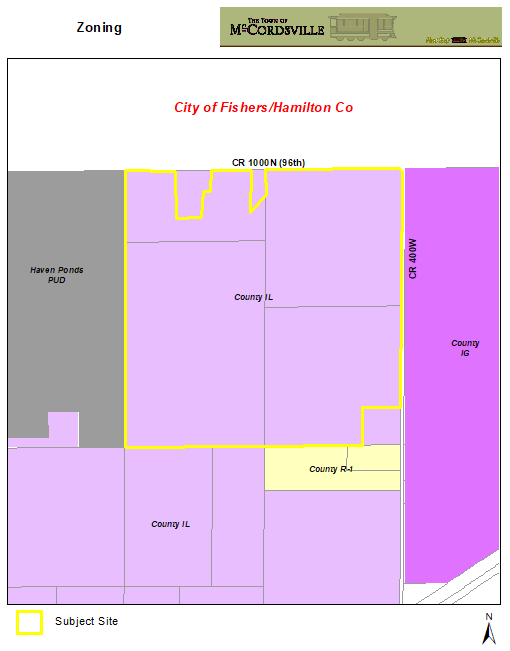 Zoning
THE TOWN OF
MCCORDSVILLE
City of Fishers/Hamilton Co
CR 1000N (96th)
CR 400W
Haven Ponds
PUD
County IL
County
IG
County R-1
County IL
Subject Site
N